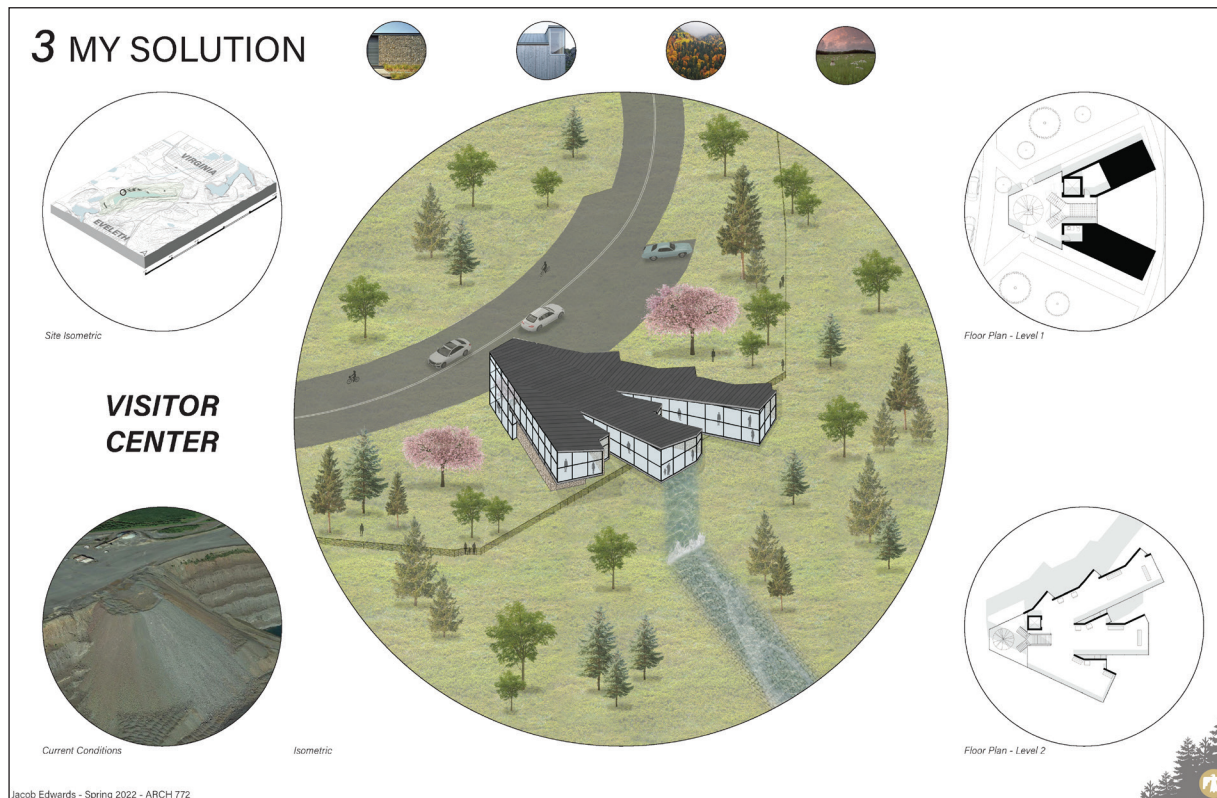 3 MY SOLUTION
VIRGINIA
EVELETH
Site Isometric
VISITOR
CENTER
Current Conditions
Isometric
Floor Plan - Level 1
Floor Plan - Level 2
Jacob Edwards - Spring 2022 - ARCH 772